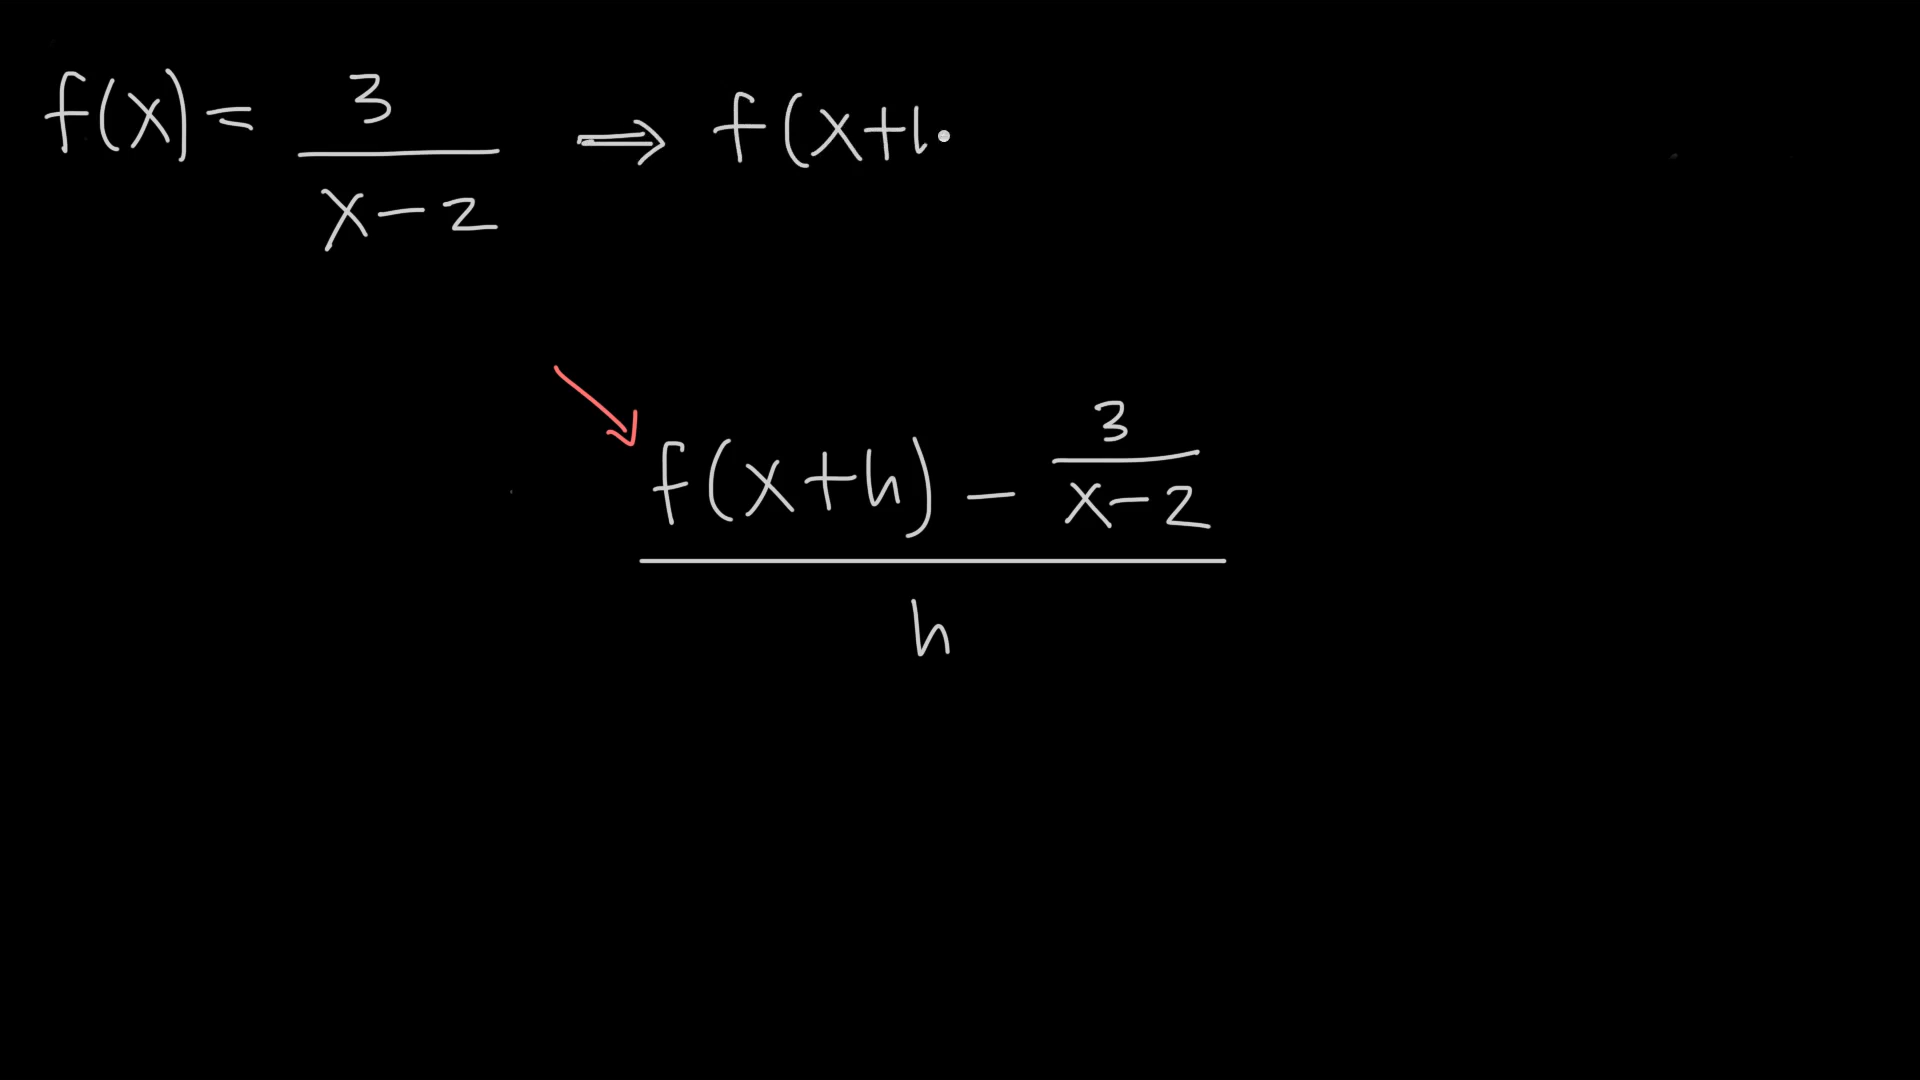 f(x) = 3/(x-2) ⇒ f(x+
(f(x+h) - 3/(x-2))/h